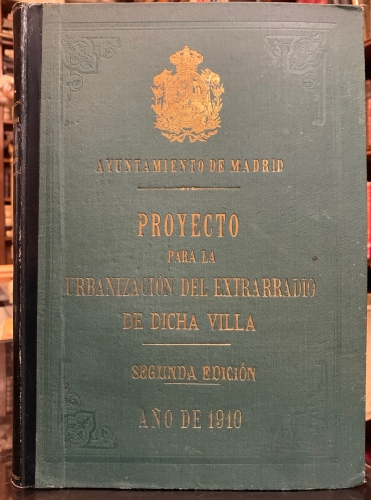 AYUNTAMIENTO DE MADRID
PROYECTO
PARA LA
URBANIZACIÓN DEL EXTRARRADIO
DE DICHA VILLA
SEGUNDA EDICIÓN
AÑO DE 1910